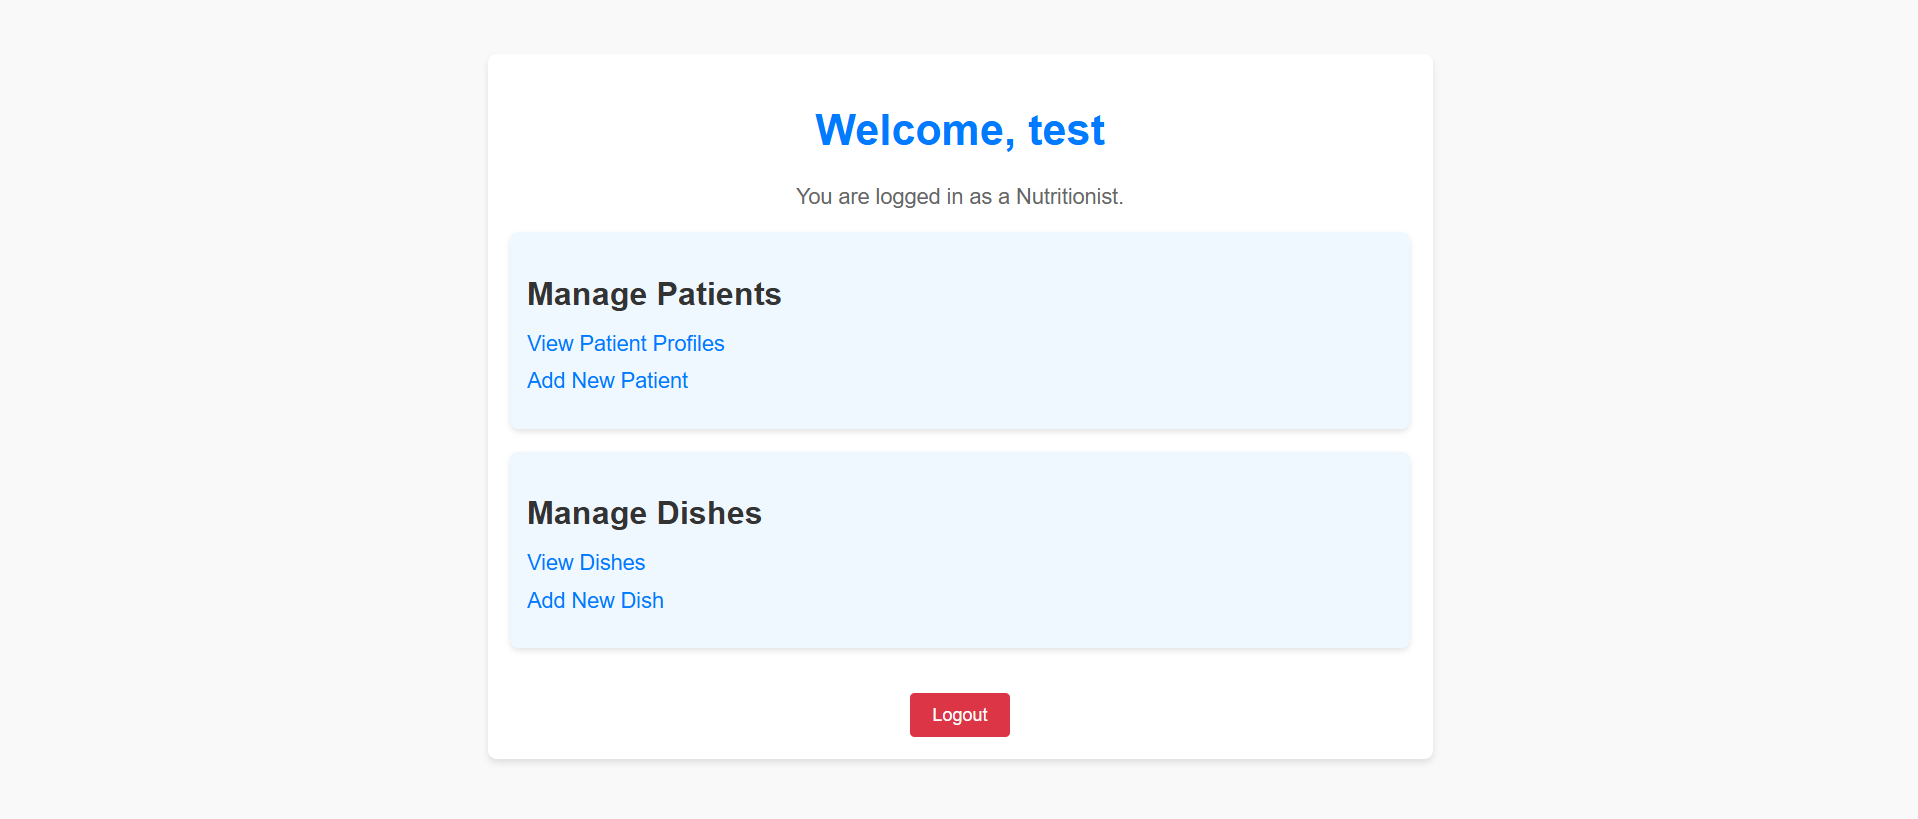 Welcome, test
You are logged in as a Nutritionist.
Manage Patients
View Patient Profiles
Add New Patient
Manage Dishes
View Dishes
Add New Dish
Logout